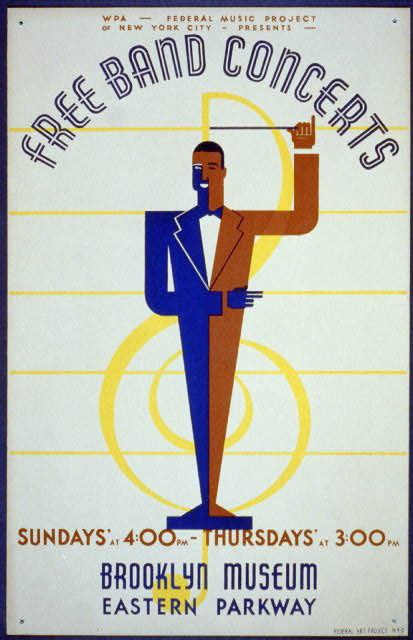 WPA — FEDERAL MUSIC PROJECT
OF NEW YORK CITY - PRESENTS —
FREE BAND CONCERTS
SUNDAYS' AT 4:00 PM - THURSDAYS' AT 3:00 PM
BROOKLYN MUSEUM
EASTERN PARKWAY
FEDERAL ART PROJECT N.Y.C.